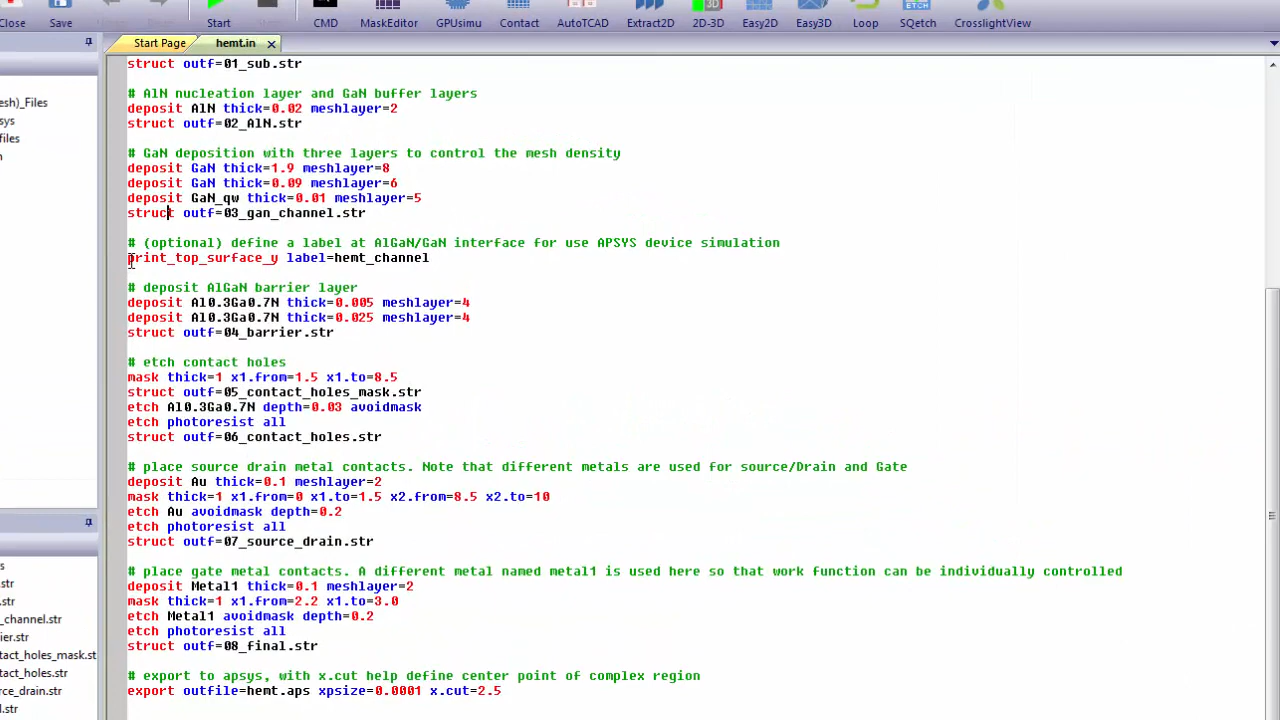 Close Save Start CMD MaskEditor GPUsimu Contact AutoTCAD Extract2D 2D-3D Easy2D Easy3D Loop SQetch CrosslightView
Start Page hemt.in
struct outf=01_sub.str
# AlN nucleation layer and GaN buffer layers
deposit AlN thick=0.02 meshlayer=2
struct outf=02_AlN.str
# GaN deposition with three layers to control the mesh density
deposit GaN thick=1.9 meshlayer=8
deposit GaN thick=0.09 meshlayer=6
deposit GaN_qw thick=0.01 meshlayer=5
struct outf=03_gan_channel.str
# (optional) define a label at AlGaN/GaN interface for use APSYS device simulation
print_top_surface_y label=hemt_channel
# deposit AlGaN barrier layer
deposit Al0.3Ga0.7N thick=0.005 meshlayer=4
deposit Al0.3Ga0.7N thick=0.025 meshlayer=4
struct outf=04_barrier.str
# etch contact holes
mask thick=1 x1.from=1.5 x1.to=8.5
struct outf=05_contact_holes_mask.str
etch Al0.3Ga0.7N depth=0.03 avoidmask
etch photoresist all
struct outf=06_contact_holes.str
# place source drain metal contacts. Note that different metals are used for source/Drain and Gate
deposit Au thick=0.1 meshlayer=2
mask thick=1 x1.from=0 x1.to=1.5 x2.from=8.5 x2.to=10
etch Au avoidmask depth=0.2
etch photoresist all
struct outf=07_source_drain.str
# place gate metal contacts. A different metal named metal1 is used here so that work function can be individually controlled
deposit Metal1 thick=0.1 meshlayer=2
mask thick=1 x1.from=2.2 x1.to=3.0
etch Metal1 avoidmask depth=0.2
etch photoresist all
struct outf=08_final.str
# export to apsys, with x.cut help define center point of complex region
export outfile=hemt.aps xpsize=0.0001 x.cut=2.5
esh)_Files
sys
files
n
s
.str
.str
_channel.str
ier.str
tact_holes_mask.st
tact_holes.str
rce_drain.str
l.str